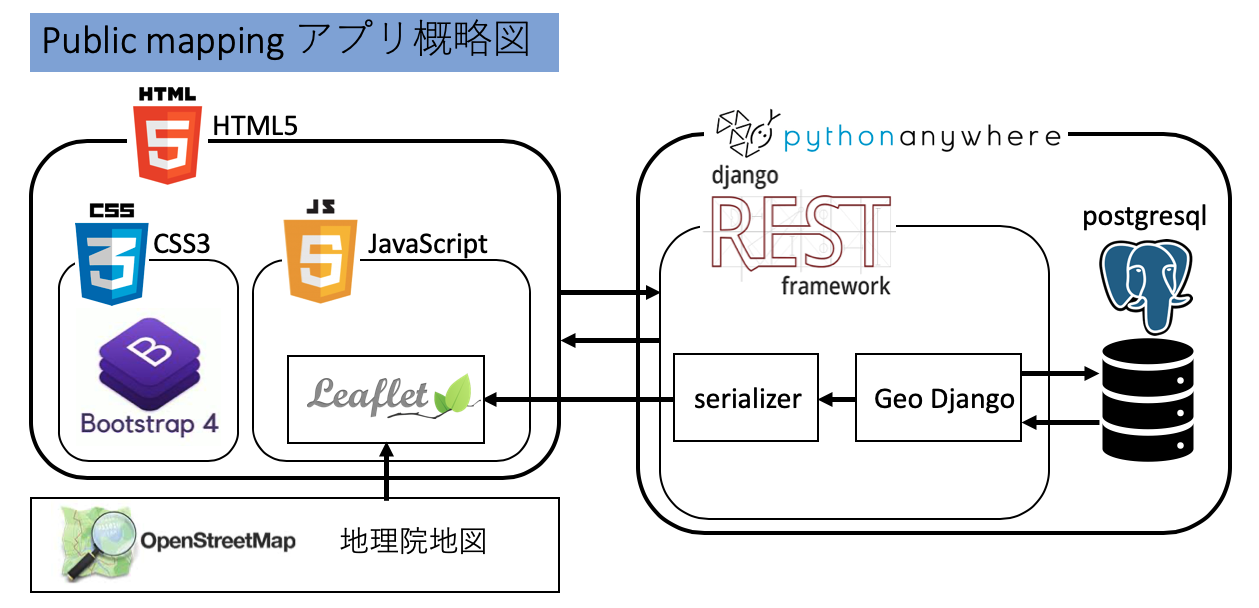 Public mapping アプリ概略図
HTML
5
HTML5
CSS
3
CSS3
B
Bootstrap 4
JS
5
JavaScript
Leaflet
OpenStreetMap
地理院地図
pythonanywhere
django
REST
framework
serializer
Geo Django
postgresql